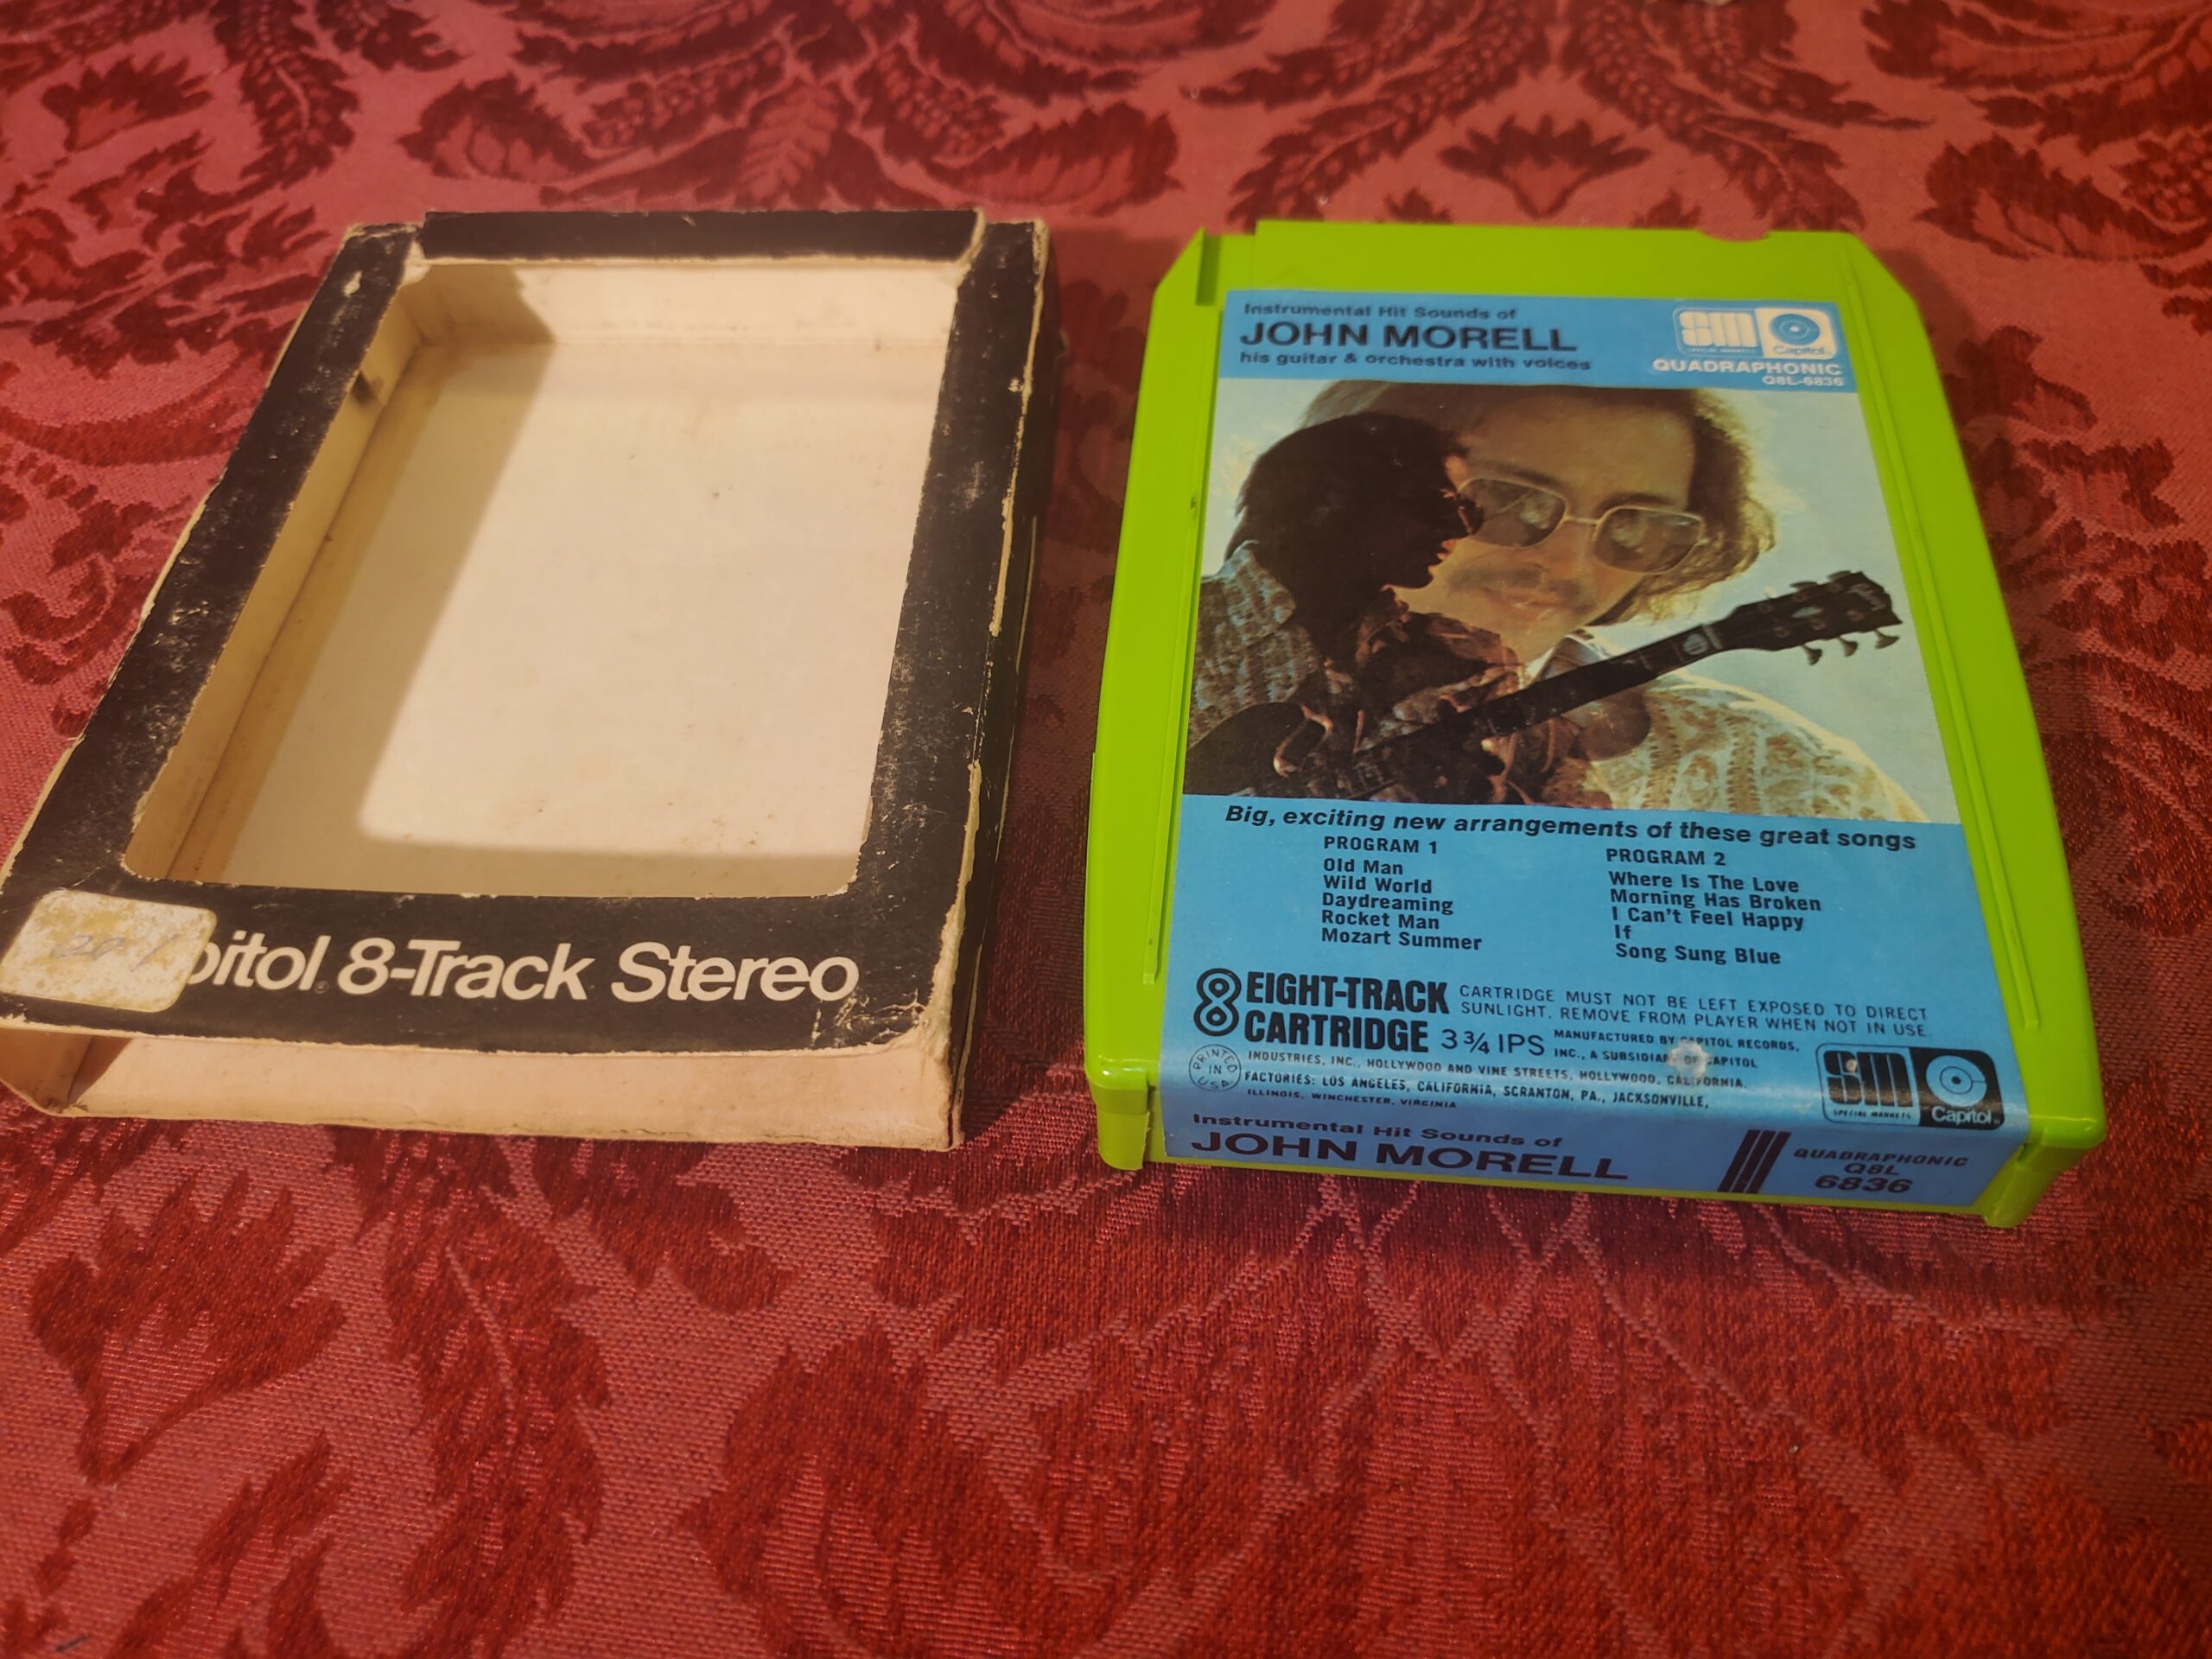 pitol 8-Track Stereo
Instrumental Hit Sounds of
JOHN MORELL
his guitar & orchestra with voices
SM
SPECIAL MARKETS
Capitol
QUADRAPHONIC
Q8L-6836
Big, exciting new arrangements of these great songs
PROGRAM 1
Old Man
Wild World
Daydreaming
Rocket Man
Mozart Summer
PROGRAM 2
Where Is The Love
Morning Has Broken
I Can't Feel Happy
If
Song Sung Blue
8 EIGHT-TRACK
CARTRIDGE 3 3/4 IPS
CARTRIDGE MUST NOT BE LEFT EXPOSED TO DIRECT
SUNLIGHT. REMOVE FROM PLAYER WHEN NOT IN USE.
MANUFACTURED BY CAPITOL RECORDS,
INC., A SUBSIDIARY OF CAPITOL
INDUSTRIES, INC., HOLLYWOOD AND VINE STREETS, HOLLYWOOD, CALIFORNIA.
FACTORIES: LOS ANGELES, CALIFORNIA, SCRANTON, PA., JACKSONVILLE,
ILLINOIS, WINCHESTER, VIRGINIA
PRINTED IN U.S.A.
SM
SPECIAL MARKETS
Capitol
Instrumental Hit Sounds of
JOHN MORELL
QUADRAPHONIC
Q8L
6836